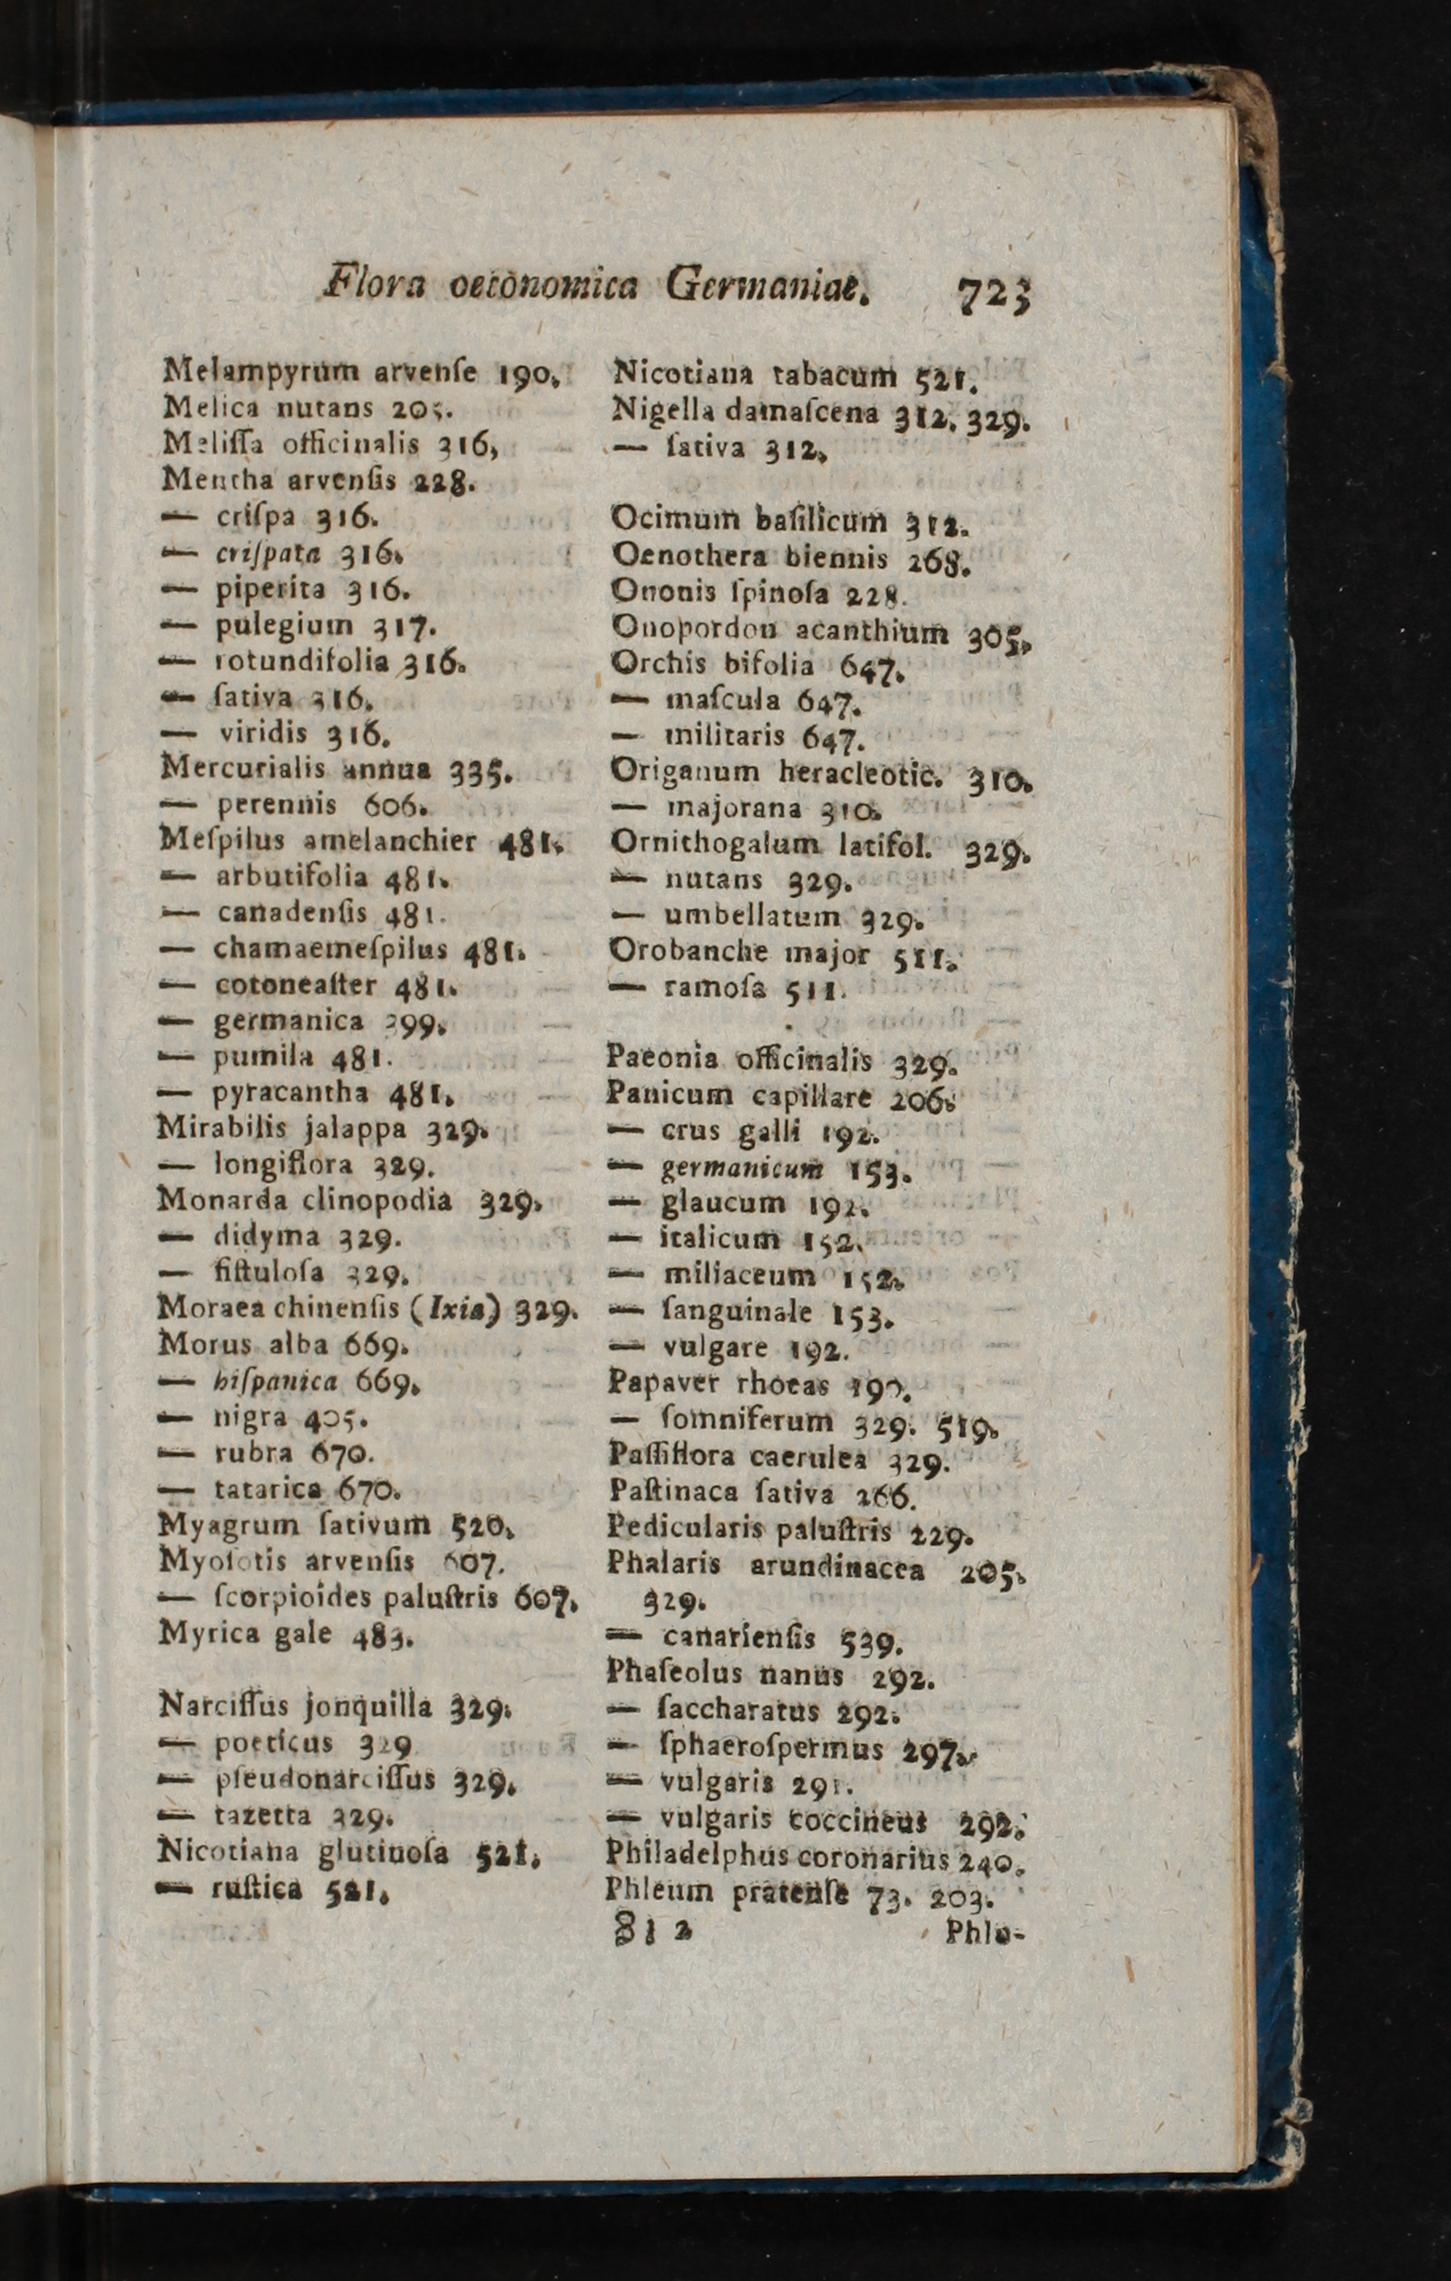 Flora oeconomica Germaniae. 723
Melampyrum arvenſe 190.
Melica nutans 205.
Meliſſa officinalis 316,
Mentha arvenſis 228.
— criſpa 316.
— criſpata 316.
— piperita 316.
— pulegium 317.
— rotundifolia 316.
— ſativa 316.
— viridis 316.
Mercurialis annua 335.
— perennis 606.
Meſpilus amelanchier 481.
— arbutifolia 481.
— canadenſis 481.
— chamaemeſpilus 481.
— cotoneaſter 481.
— germanica 399.
— pumila 481.
— pyracantha 481.
Mirabilis jalappa 329.
— longiflora 329.
Monarda clinopodia 329.
— didyma 329.
— fiſtuloſa 329.
Moraea chinenſis (Ixia) 329.
Morus alba 669.
— hiſpanica 669.
— nigra 405.
— rubra 670.
— tatarica 670.
Myagrum ſativum 520.
Myoſotis arvenſis 607.
— ſcorpioides paluſtris 607.
Myrica gale 483.
Narciſſus jonquilla 329.
— poeticus 329
— pſeudonarciſſus 329.
— tazetta 329.
Nicotiana glutinoſa 521.
— ruſtica 521.
Nicotiana tabacum 521.
Nigella damaſcena 312. 329.
— ſativa 312.
Ocimum baſilicum 312.
Oenothera biennis 268.
Ononis ſpinoſa 228.
Onopordon acanthium 305.
Orchis bifolia 647.
— maſcula 647.
— militaris 647.
Origanum heracleotic. 310.
— majorana 310.
Ornithogalum latifol. 329.
— nutans 329.
— umbellatum 329.
Orobanche major 511.
— ramoſa 511.
Paeonia officinalis 329.
Panicum capillare 206.
— crus galli 192.
— germanicum 153.
— glaucum 192.
— italicum 152.
— miliaceum 152.
— ſanguinale 153.
— vulgare 192.
Papaver rhoeas 190.
— ſomniferum 329. 519.
Paſſiflora caerulea 329.
Paſtinaca ſativa 266.
Pedicularis paluſtris 229.
Phalaris arundinacea 205.
329.
— canarienſis 539.
Phaſeolus nanus 292.
— ſaccharatus 292.
— ſphaeroſpermus 297.
— vulgaris 291.
— vulgaris coccineus 292.
Philadelphus coronarius 240.
Phleum pratenſe 73. 203.
Phlo-